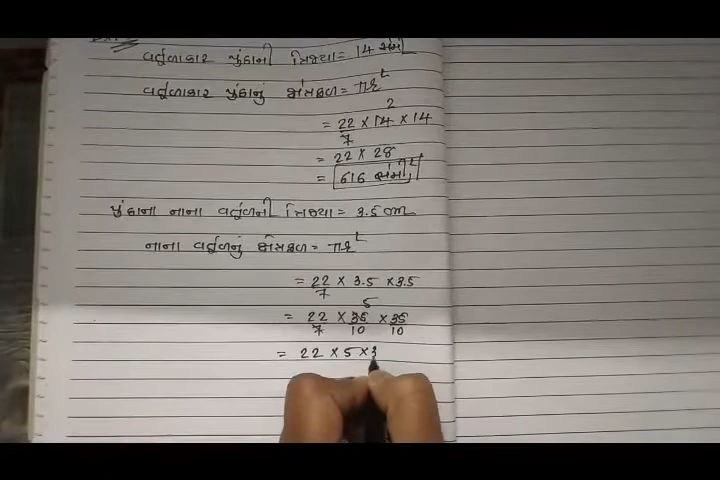 વર્તુળાકાર પુંઠાની ત્રિજ્યા = 14 સેમી
વર્તુળાકાર પુંઠાનું ક્ષેત્રફળ = πr²
= 22/7 × 14 × 14 2
= 22 × 28
= 616 સેમી²
પુંઠાના નાના વર્તુળની ત્રિજ્યા = 3.5 cm
નાના વર્તુળનું ક્ષેત્રફળ = πr²
= 22/7 × 3.5 × 3.5
= 22/7 × 35/10 × 35/10 5
= 22 × 5 × 3